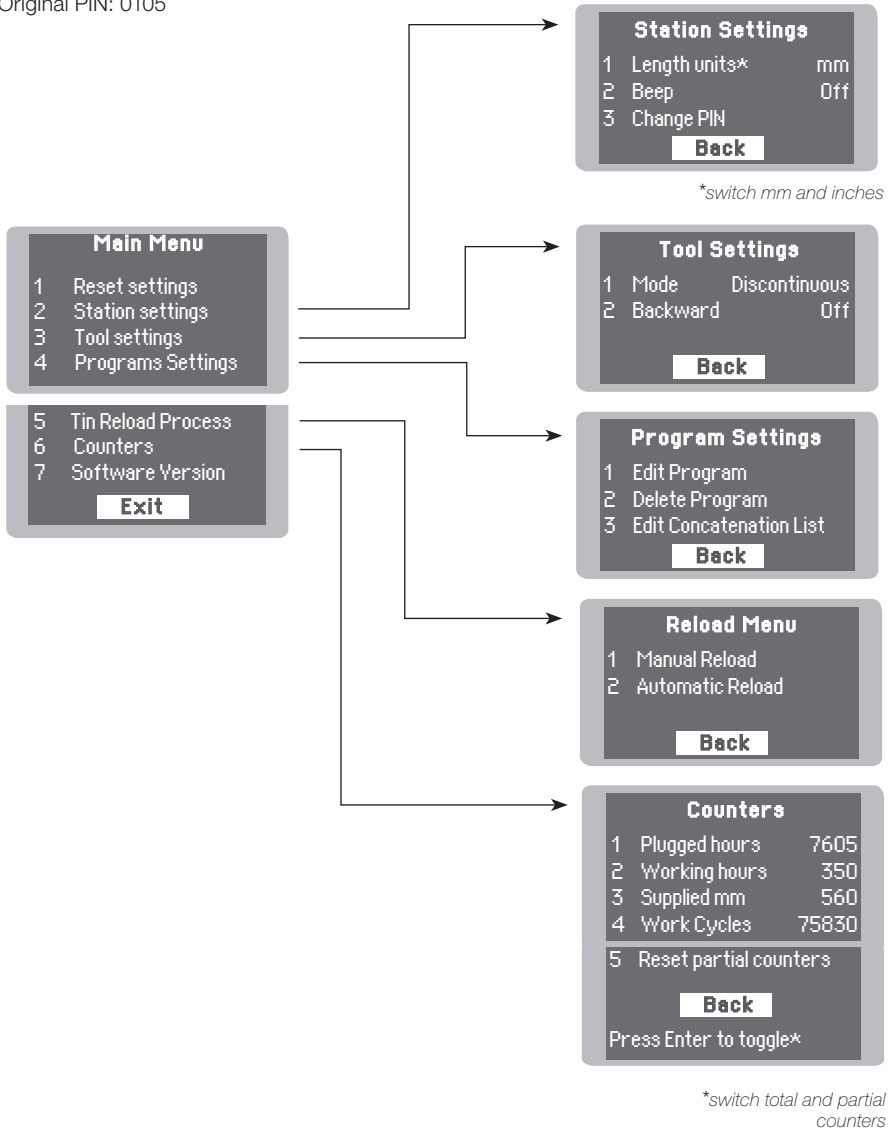 Original PIN: 0105
Station Settings
1 Length units* mm
2 Beep Off
3 Change PIN
Back
*switch mm and inches
Main Menu
1 Reset settings
2 Station settings
3 Tool settings
4 Programs Settings
5 Tin Reload Process
6 Counters
7 Software Version
Exit
Tool Settings
1 Mode Discontinuous
2 Backward Off
Back
Program Settings
1 Edit Program
2 Delete Program
3 Edit Concatenation List
Back
Reload Menu
1 Manual Reload
2 Automatic Reload
Back
Counters
1 Plugged hours 7605
2 Working hours 350
3 Supplied mm 560
4 Work Cycles 75830
5 Reset partial counters
Back
Press Enter to toggle*
*switch total and partial
counters